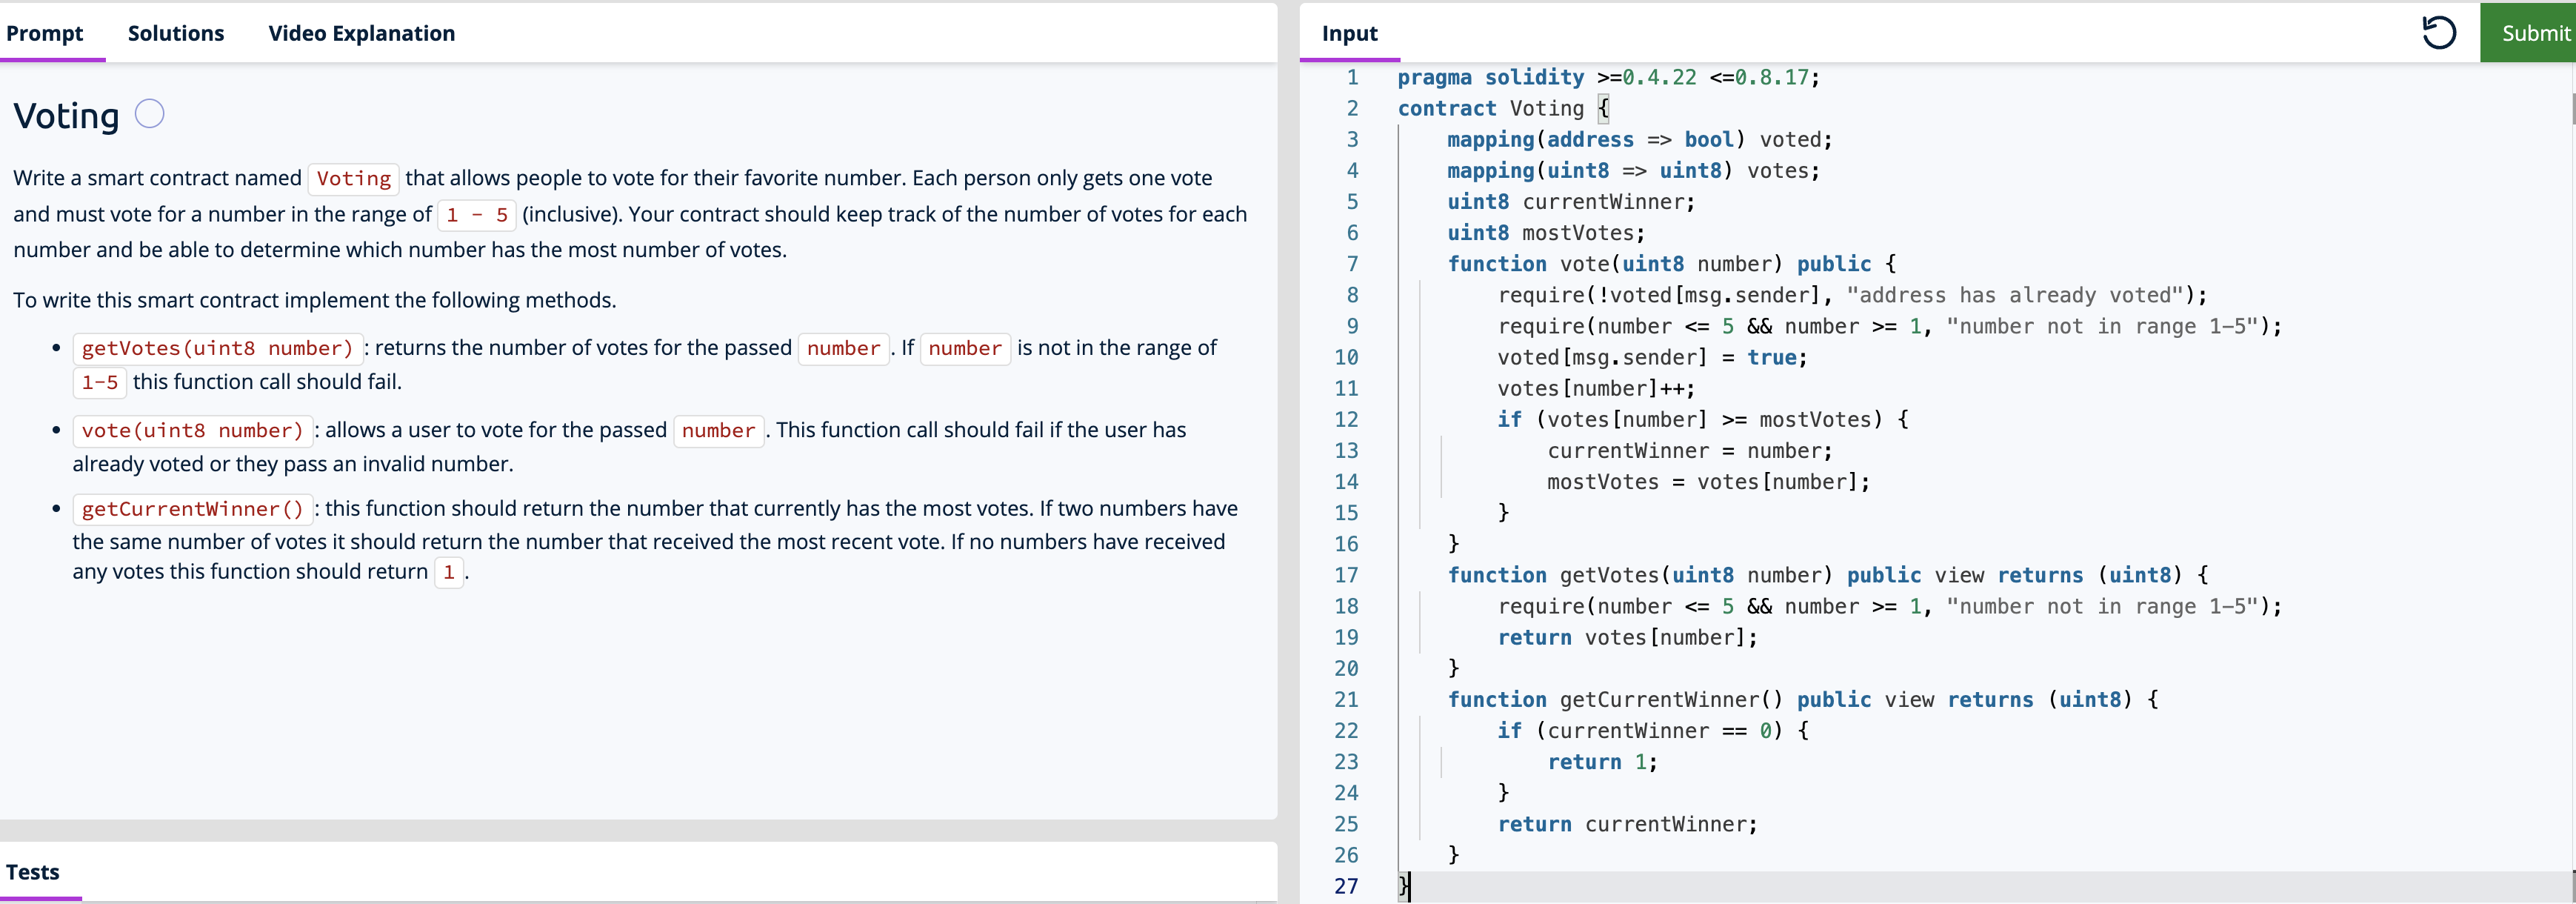 Prompt Solutions Video Explanation
Voting
Write a smart contract named Voting that allows people to vote for their favorite number. Each person only gets one vote
and must vote for a number in the range of 1 - 5 (inclusive). Your contract should keep track of the number of votes for each
number and be able to determine which number has the most number of votes.
To write this smart contract implement the following methods.
• getVotes(uint8 number) : returns the number of votes for the passed number . If number is not in the range of
1-5 this function call should fail.
• vote(uint8 number) : allows a user to vote for the passed number . This function call should fail if the user has
already voted or they pass an invalid number.
• getCurrentWinner() : this function should return the number that currently has the most votes. If two numbers have
the same number of votes it should return the number that received the most recent vote. If no numbers have received
any votes this function should return 1 .
Tests
Input Submit
1 pragma solidity >=0.4.22 <=0.8.17;
2 contract Voting {
3 mapping(address => bool) voted;
4 mapping(uint8 => uint8) votes;
5 uint8 currentWinner;
6 uint8 mostVotes;
7 function vote(uint8 number) public {
8 require(!voted[msg.sender], "address has already voted");
9 require(number <= 5 && number >= 1, "number not in range 1-5");
10 voted[msg.sender] = true;
11 votes[number]++;
12 if (votes[number] >= mostVotes) {
13 currentWinner = number;
14 mostVotes = votes[number];
15 }
16 }
17 function getVotes(uint8 number) public view returns (uint8) {
18 require(number <= 5 && number >= 1, "number not in range 1-5");
19 return votes[number];
20 }
21 function getCurrentWinner() public view returns (uint8) {
22 if (currentWinner == 0) {
23 return 1;
24 }
25 return currentWinner;
26 }
27 }